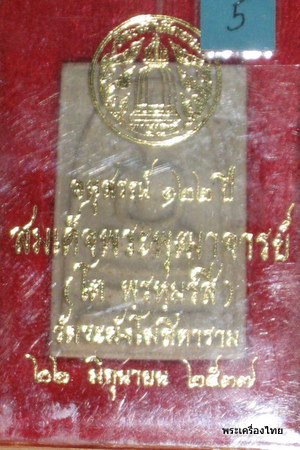 5
อนุสรณ์ ๑๒๒ ปี
สมเด็จพระพุฒาจารย์
(โต พรหมรํสี)
วัดระฆังโฆสิตาราม
๒๒ มิถุนายน ๒๕๓๗
พระเครื่องไทย